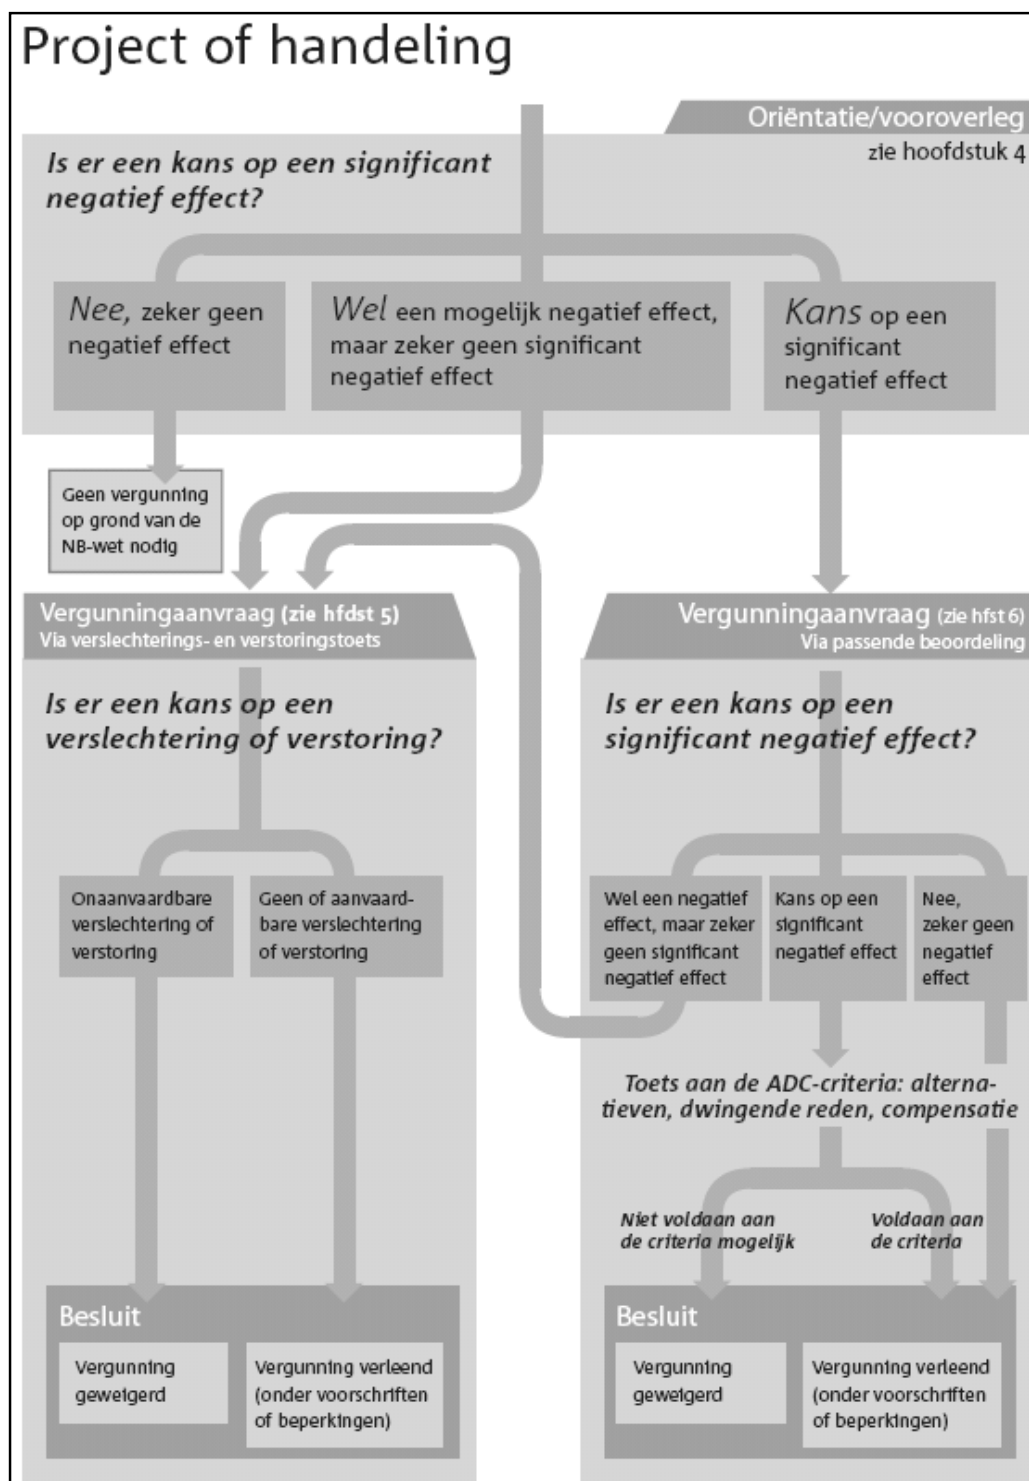 Project of handeling
Oriëntatie/vooroverleg
zie hoofdstuk 4
Is er een kans op een significant
negatief effect?
Nee, zeker geen
negatief effect
Wel een mogelijk negatief effect,
maar zeker geen significant
negatief effect
Kans op een
significant
negatief effect
Geen vergunning
op grond van de
NB-wet nodig
Vergunningaanvraag (zie hfdst 5)
Via verslechterings- en verstoringstoets
Is er een kans op een
verslechtering of verstoring?
Onaanvaardbare
verslechtering of
verstoring
Geen of aanvaard-
bare verslechtering
of verstoring
Besluit
Vergunning
geweigerd
Vergunning verleend
(onder voorschriften
of beperkingen)
Vergunningaanvraag (zie hfst 6)
Via passende beoordeling
Is er een kans op een
significant negatief effect?
Wel een negatief
effect, maar zeker
geen significant
negatief effect
Kans op een
significant
negatief effect
Nee,
zeker geen
negatief
effect
Toets aan de ADC-criteria: alterna-
tieven, dwingende reden, compensatie
Niet voldaan aan
de criteria mogelijk
Voldaan aan
de criteria
Besluit
Vergunning
geweigerd
Vergunning verleend
(onder voorschriften
of beperkingen)